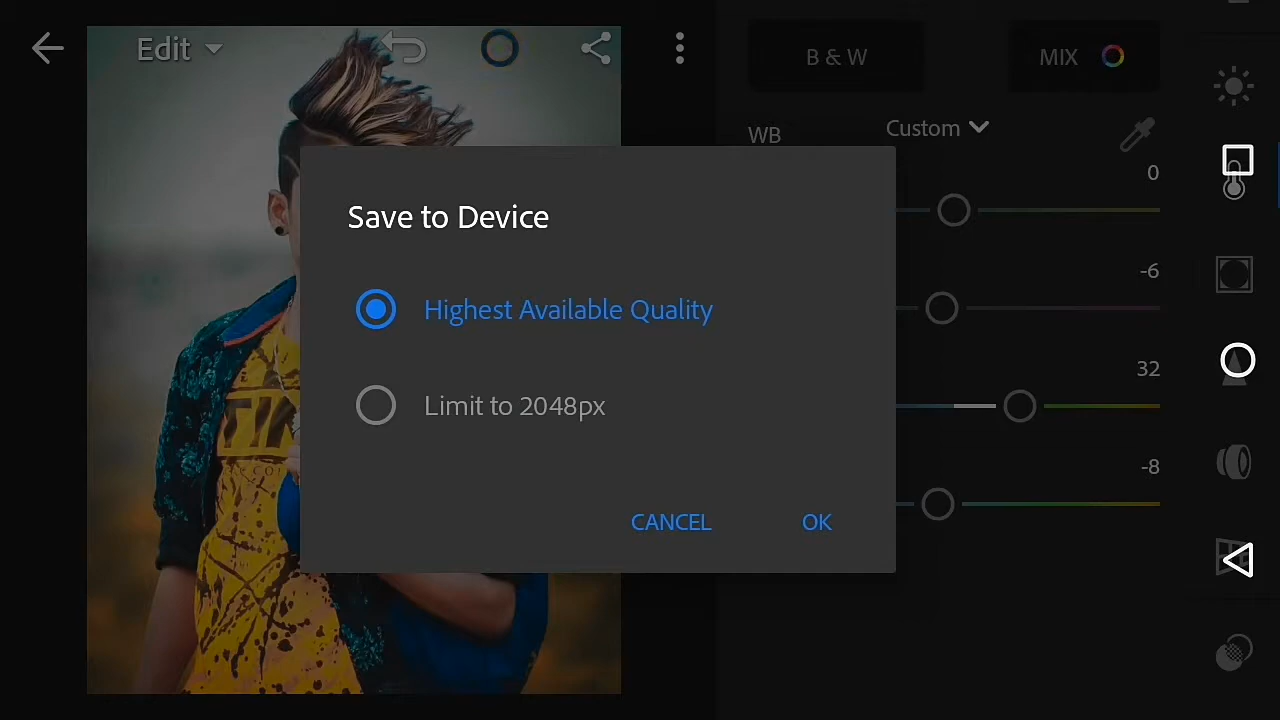 Edit
B & W
MIX
WB
Custom
0
Save to Device
-6
Highest Available Quality
32
Limit to 2048px
-8
CANCEL
OK